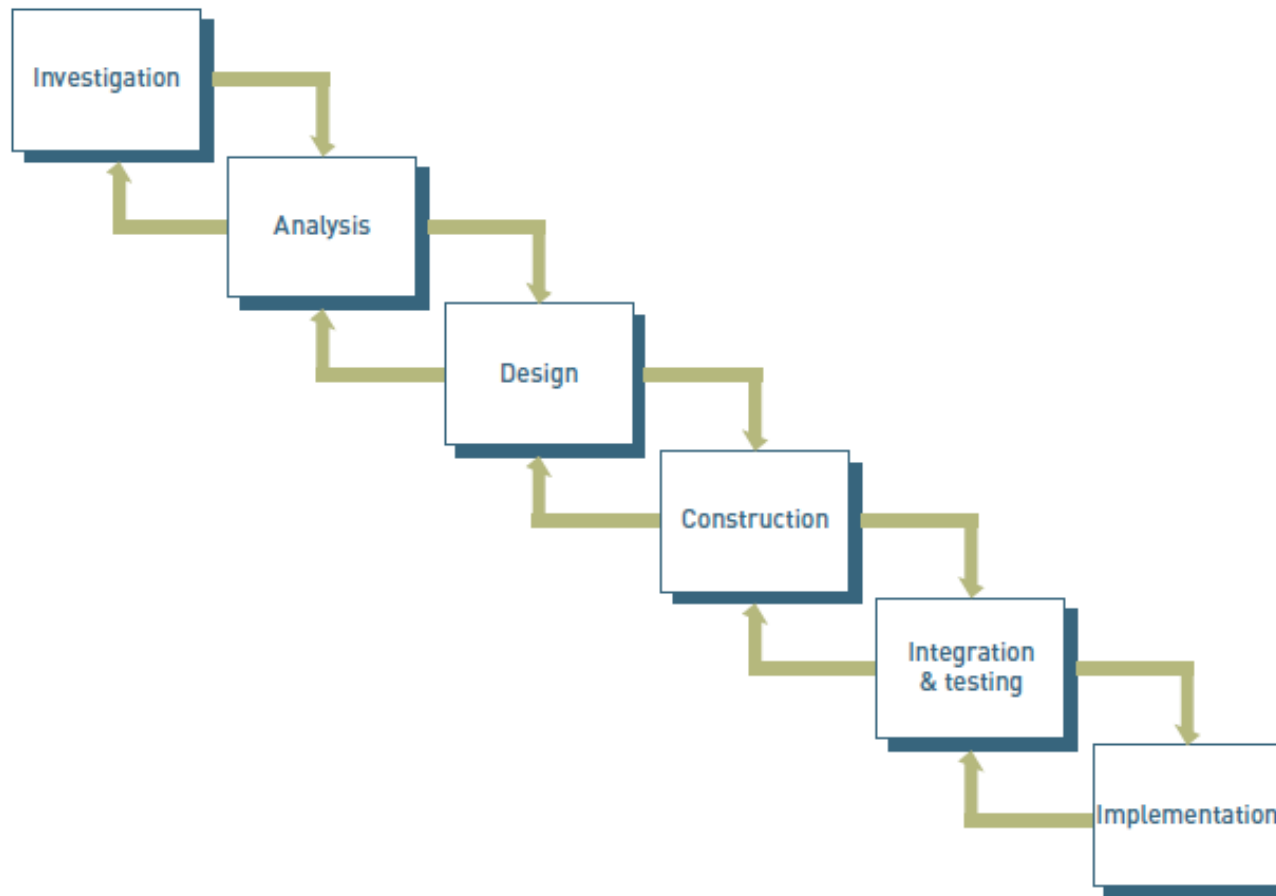 Investigation
Analysis
Design
Construction
Integration
& testing
Implementation